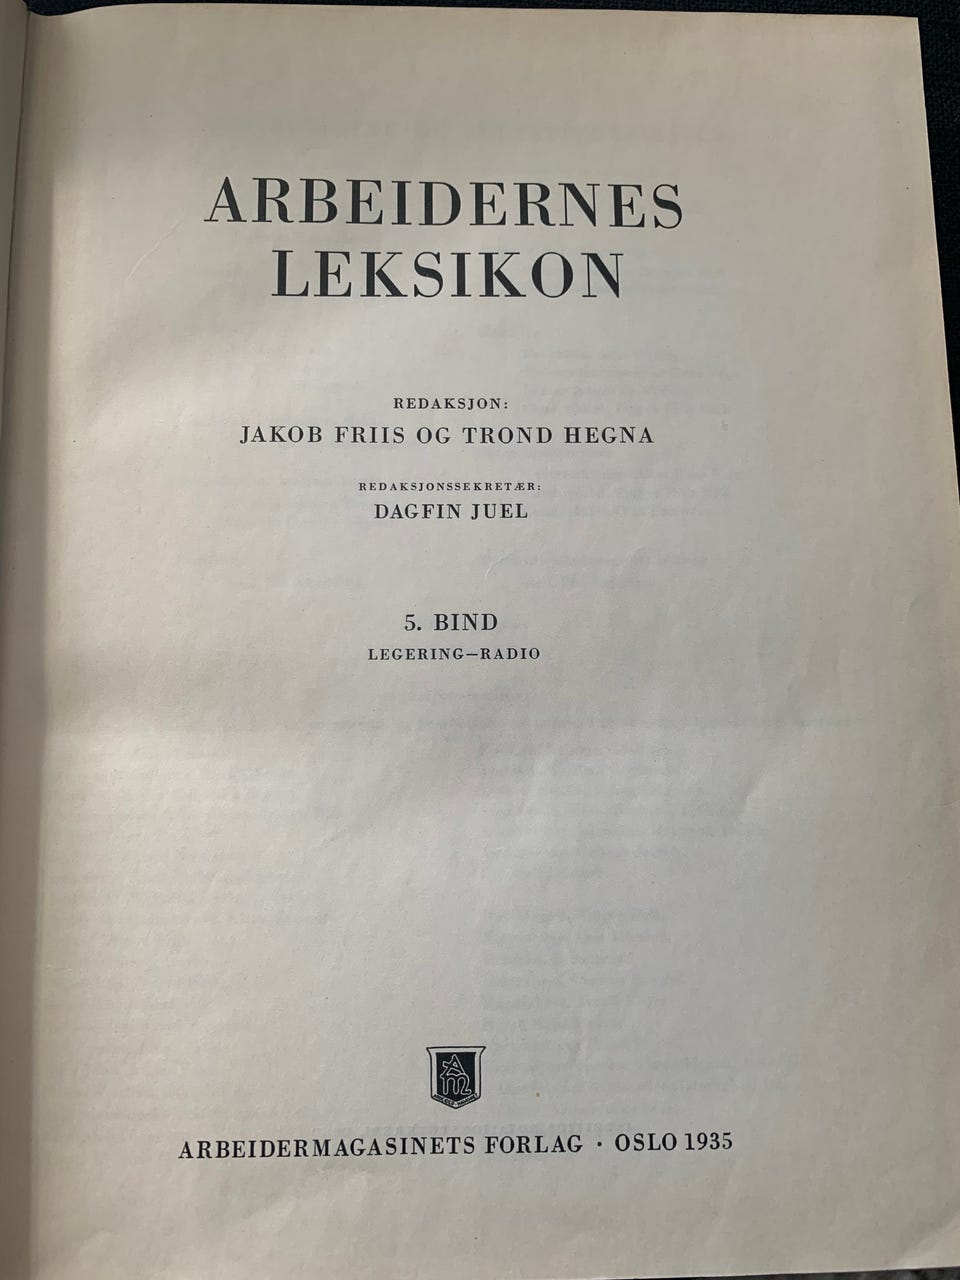 ARBEIDERNES
LEKSIKON
REDAKSJON:
JAKOB FRIIS OG TROND HEGNA
REDAKSJONSSEKRETÆR:
DAGFIN JUEL
5. BIND
LEGERING—RADIO
AM
ARBEIDERMAGASINETS FORLAG · OSLO 1935